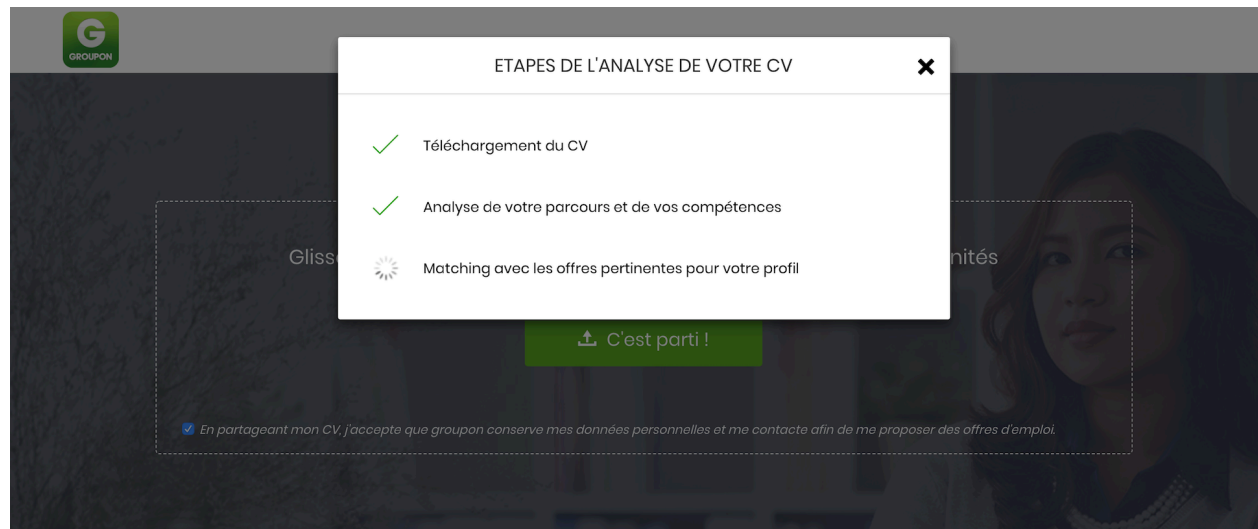 G
GROUPON
ETAPES DE L'ANALYSE DE VOTRE CV
Téléchargement du CV
Analyse de votre parcours et de vos compétences
Gliss
nités
Matching avec les offres pertinentes pour votre profil
C'est parti !
En partageant mon CV, j'accepte que groupon conserve mes données personnelles et me contacte afin de me proposer des offres d'emploi.